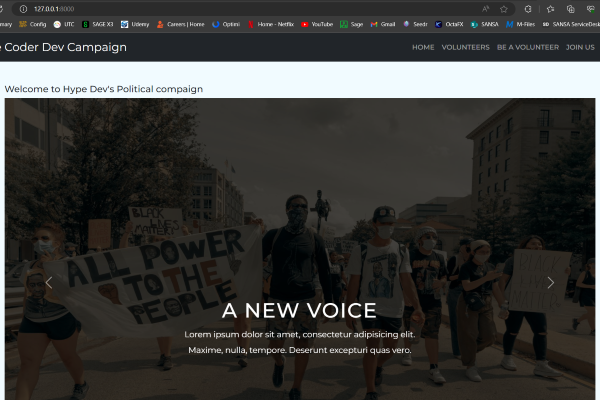 127.0.0.1:8000
mary Config UTC SAGE X3 Udemy Careers | Home Optimi Home - Netflix YouTube Sage Gmail Seedr OctaFX SANSA M-Files SD SANSA ServiceDesk
e Coder Dev Campaign
HOME VOLUNTEERS BE A VOLUNTEER JOIN US
Welcome to Hype Dev's Political compaign
BLACK LIVES MATTER
ALL POWER
TO THE
PEOPLE
A NEW VOICE
Lorem ipsum dolor sit amet, consectetur adipisicing elit.
Maxime, nulla, tempore. Deserunt excepturi quas vero.